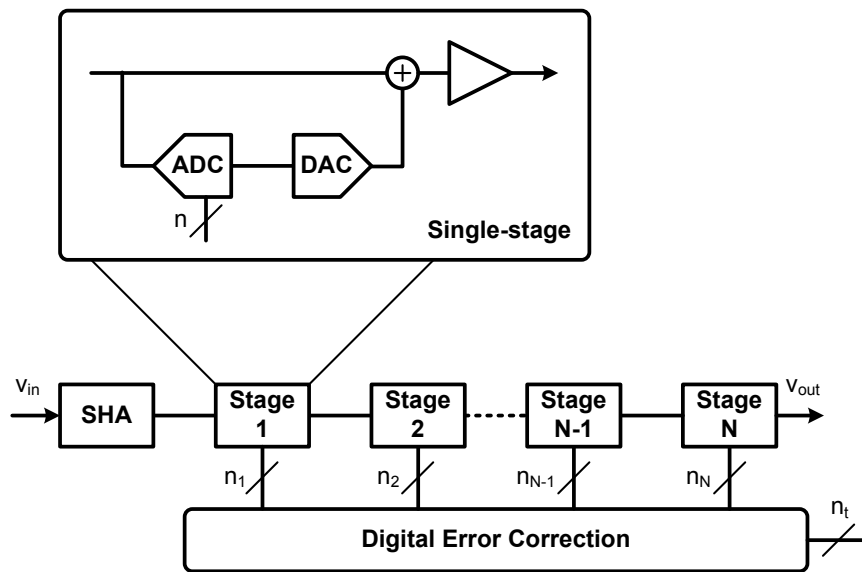 +
ADC
DAC
n
Single-stage
v_in
v_out
SHA
Stage
1
Stage
2
Stage
N-1
Stage
N
n_1
n_2
n_N-1
n_N
n_t
Digital Error Correction